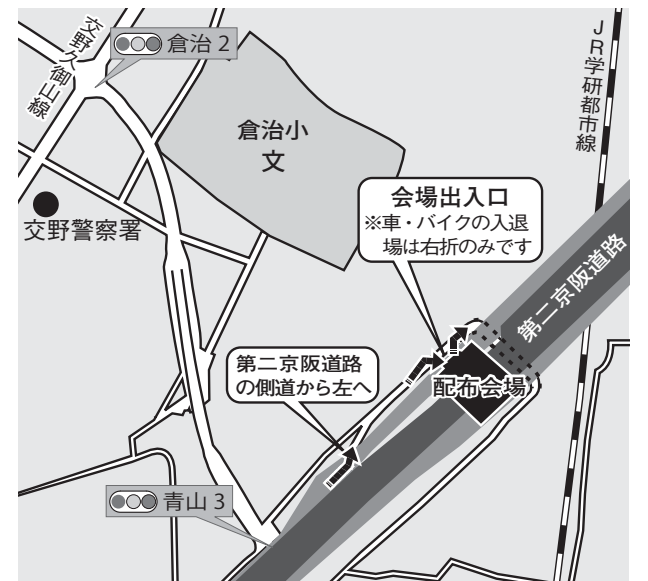 交野久御山線
倉治2
JR学研都市線
倉治小
文
会場出入口
※車・バイクの入退
場は右折のみです
交野警察署
第二京阪道路
第二京阪道路
の側道から左へ
配布会場
青山3